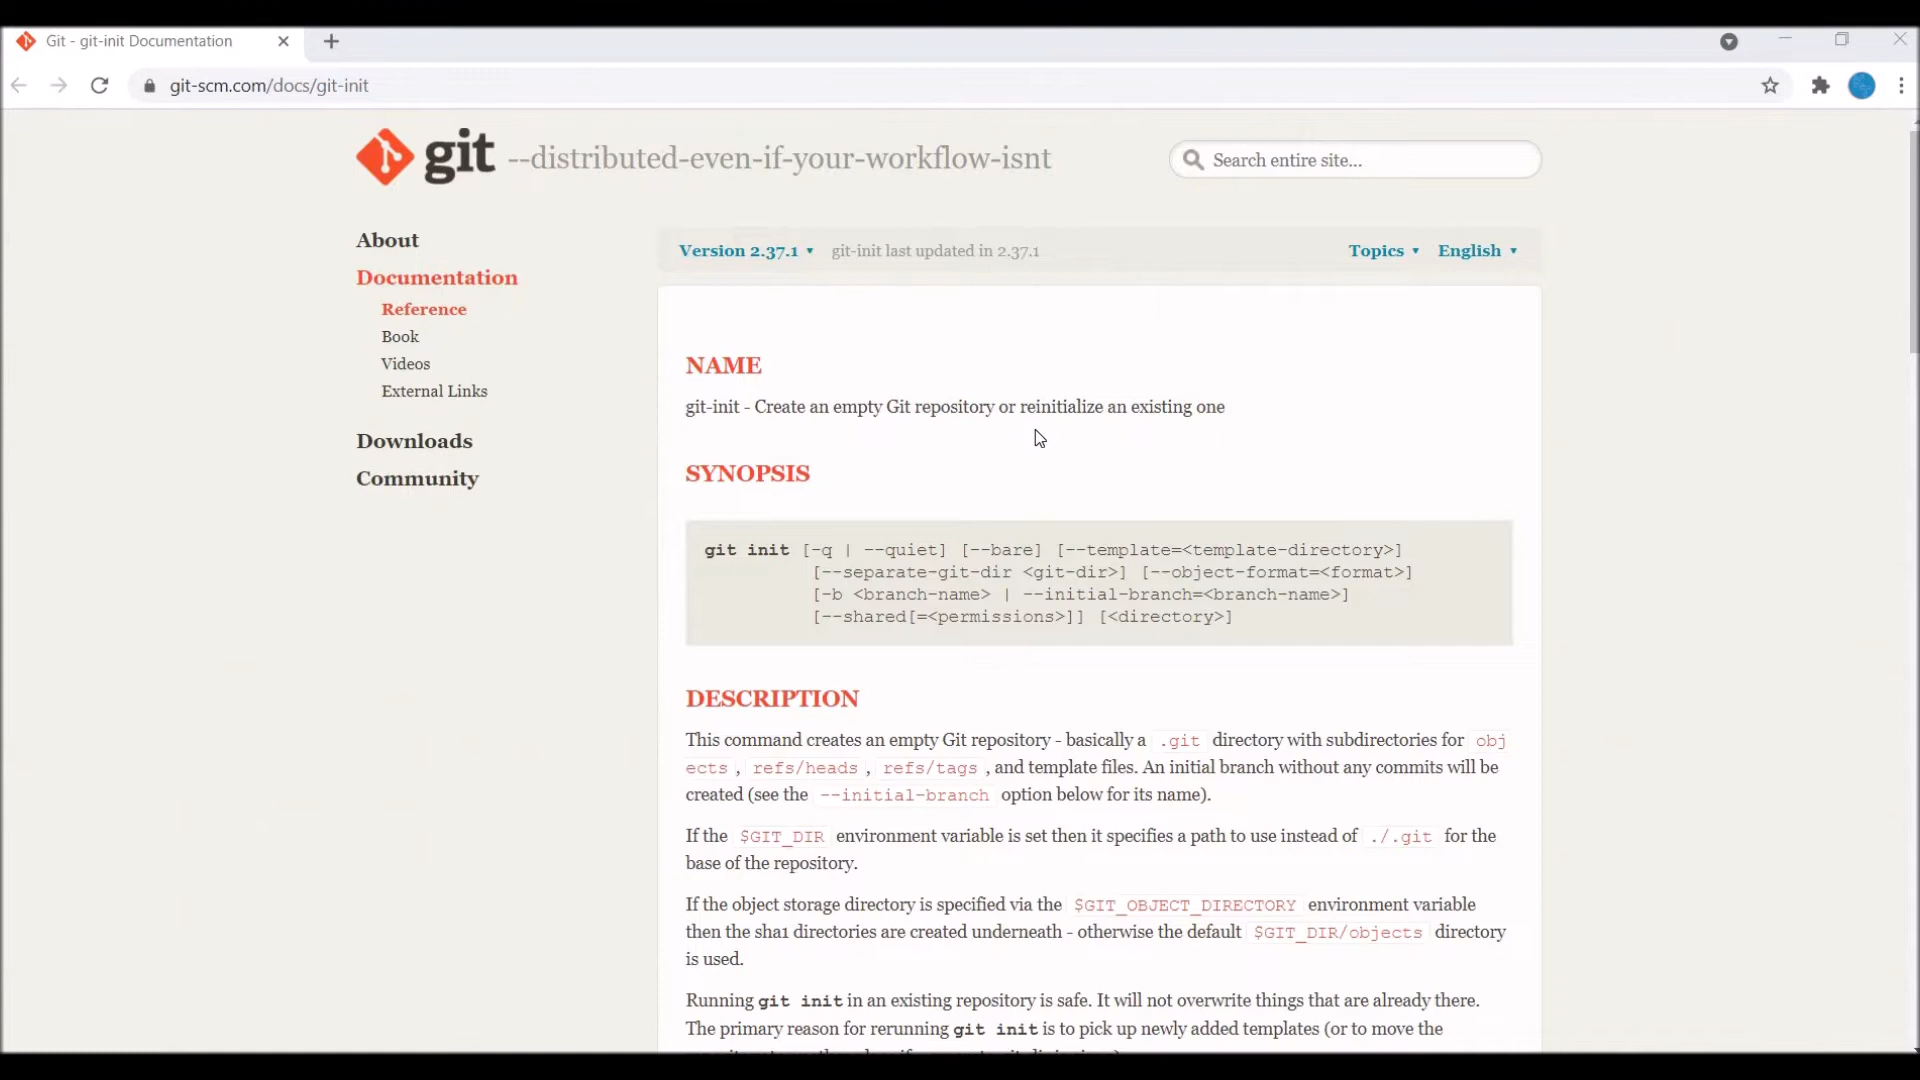 Git - git-init Documentation
git-scm.com/docs/git-init
git --distributed-even-if-your-workflow-isnt
Search entire site...
About
Documentation
Reference
Book
Videos
External Links
Downloads
Community
Version 2.37.1 ▾ git-init last updated in 2.37.1
Topics ▾ English ▾
NAME
git-init - Create an empty Git repository or reinitialize an existing one
SYNOPSIS
git init [-q | --quiet] [--bare] [--template=<template-directory>]
[--separate-git-dir <git-dir>] [--object-format=<format>]
[-b <branch-name> | --initial-branch=<branch-name>]
[--shared[=<permissions>]] [<directory>]
DESCRIPTION
This command creates an empty Git repository - basically a .git directory with subdirectories for obj
ects , refs/heads , refs/tags , and template files. An initial branch without any commits will be
created (see the --initial-branch option below for its name).
If the $GIT_DIR environment variable is set then it specifies a path to use instead of ./.git for the
base of the repository.
If the object storage directory is specified via the $GIT_OBJECT_DIRECTORY environment variable
then the sha1 directories are created underneath - otherwise the default $GIT_DIR/objects directory
is used.
Running git init in an existing repository is safe. It will not overwrite things that are already there.
The primary reason for rerunning git init is to pick up newly added templates (or to move the